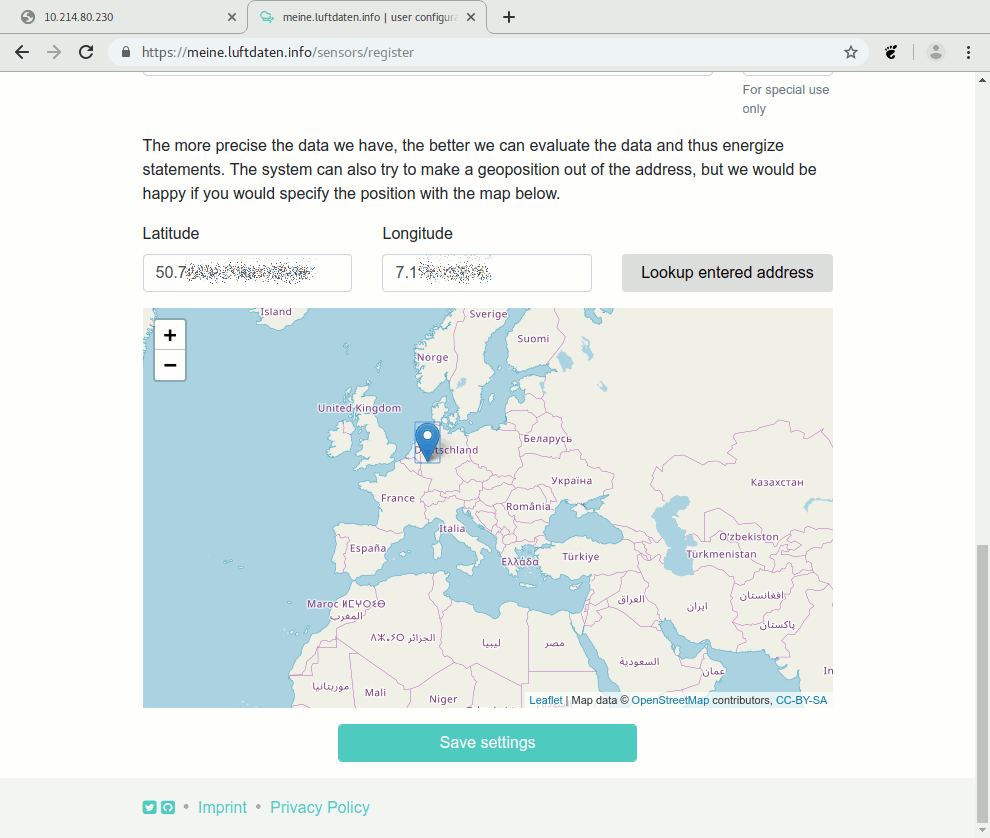 10.214.80.230
meine.luftdaten.info | user configura
https://meine.luftdaten.info/sensors/register
For special use
only
The more precise the data we have, the better we can evaluate the data and thus energize
statements. The system can also try to make a geoposition out of the address, but we would be
happy if you would specify the position with the map below.
Latitude Longitude
50.7 7.1 Lookup entered address
+
−
Ísland
Sverige
Suomi
Norge
United Kingdom
Беларусь
Deutschland
Україна
Казахстан
France
România
Italia
Oʻzbekiston
España
Ελλάδα
Türkiye
Türkmenistan
افغانستان
العراق
ایران
Maroc ⵍⵎⵖⵔⵉⴱ المغرب
پاکستان
الجزائر
ليبيا
مصر
السعودية
عمان
موريتانيا
Mali
Niger
In
Leaflet | Map data © OpenStreetMap contributors, CC-BY-SA
Save settings
• Imprint • Privacy Policy